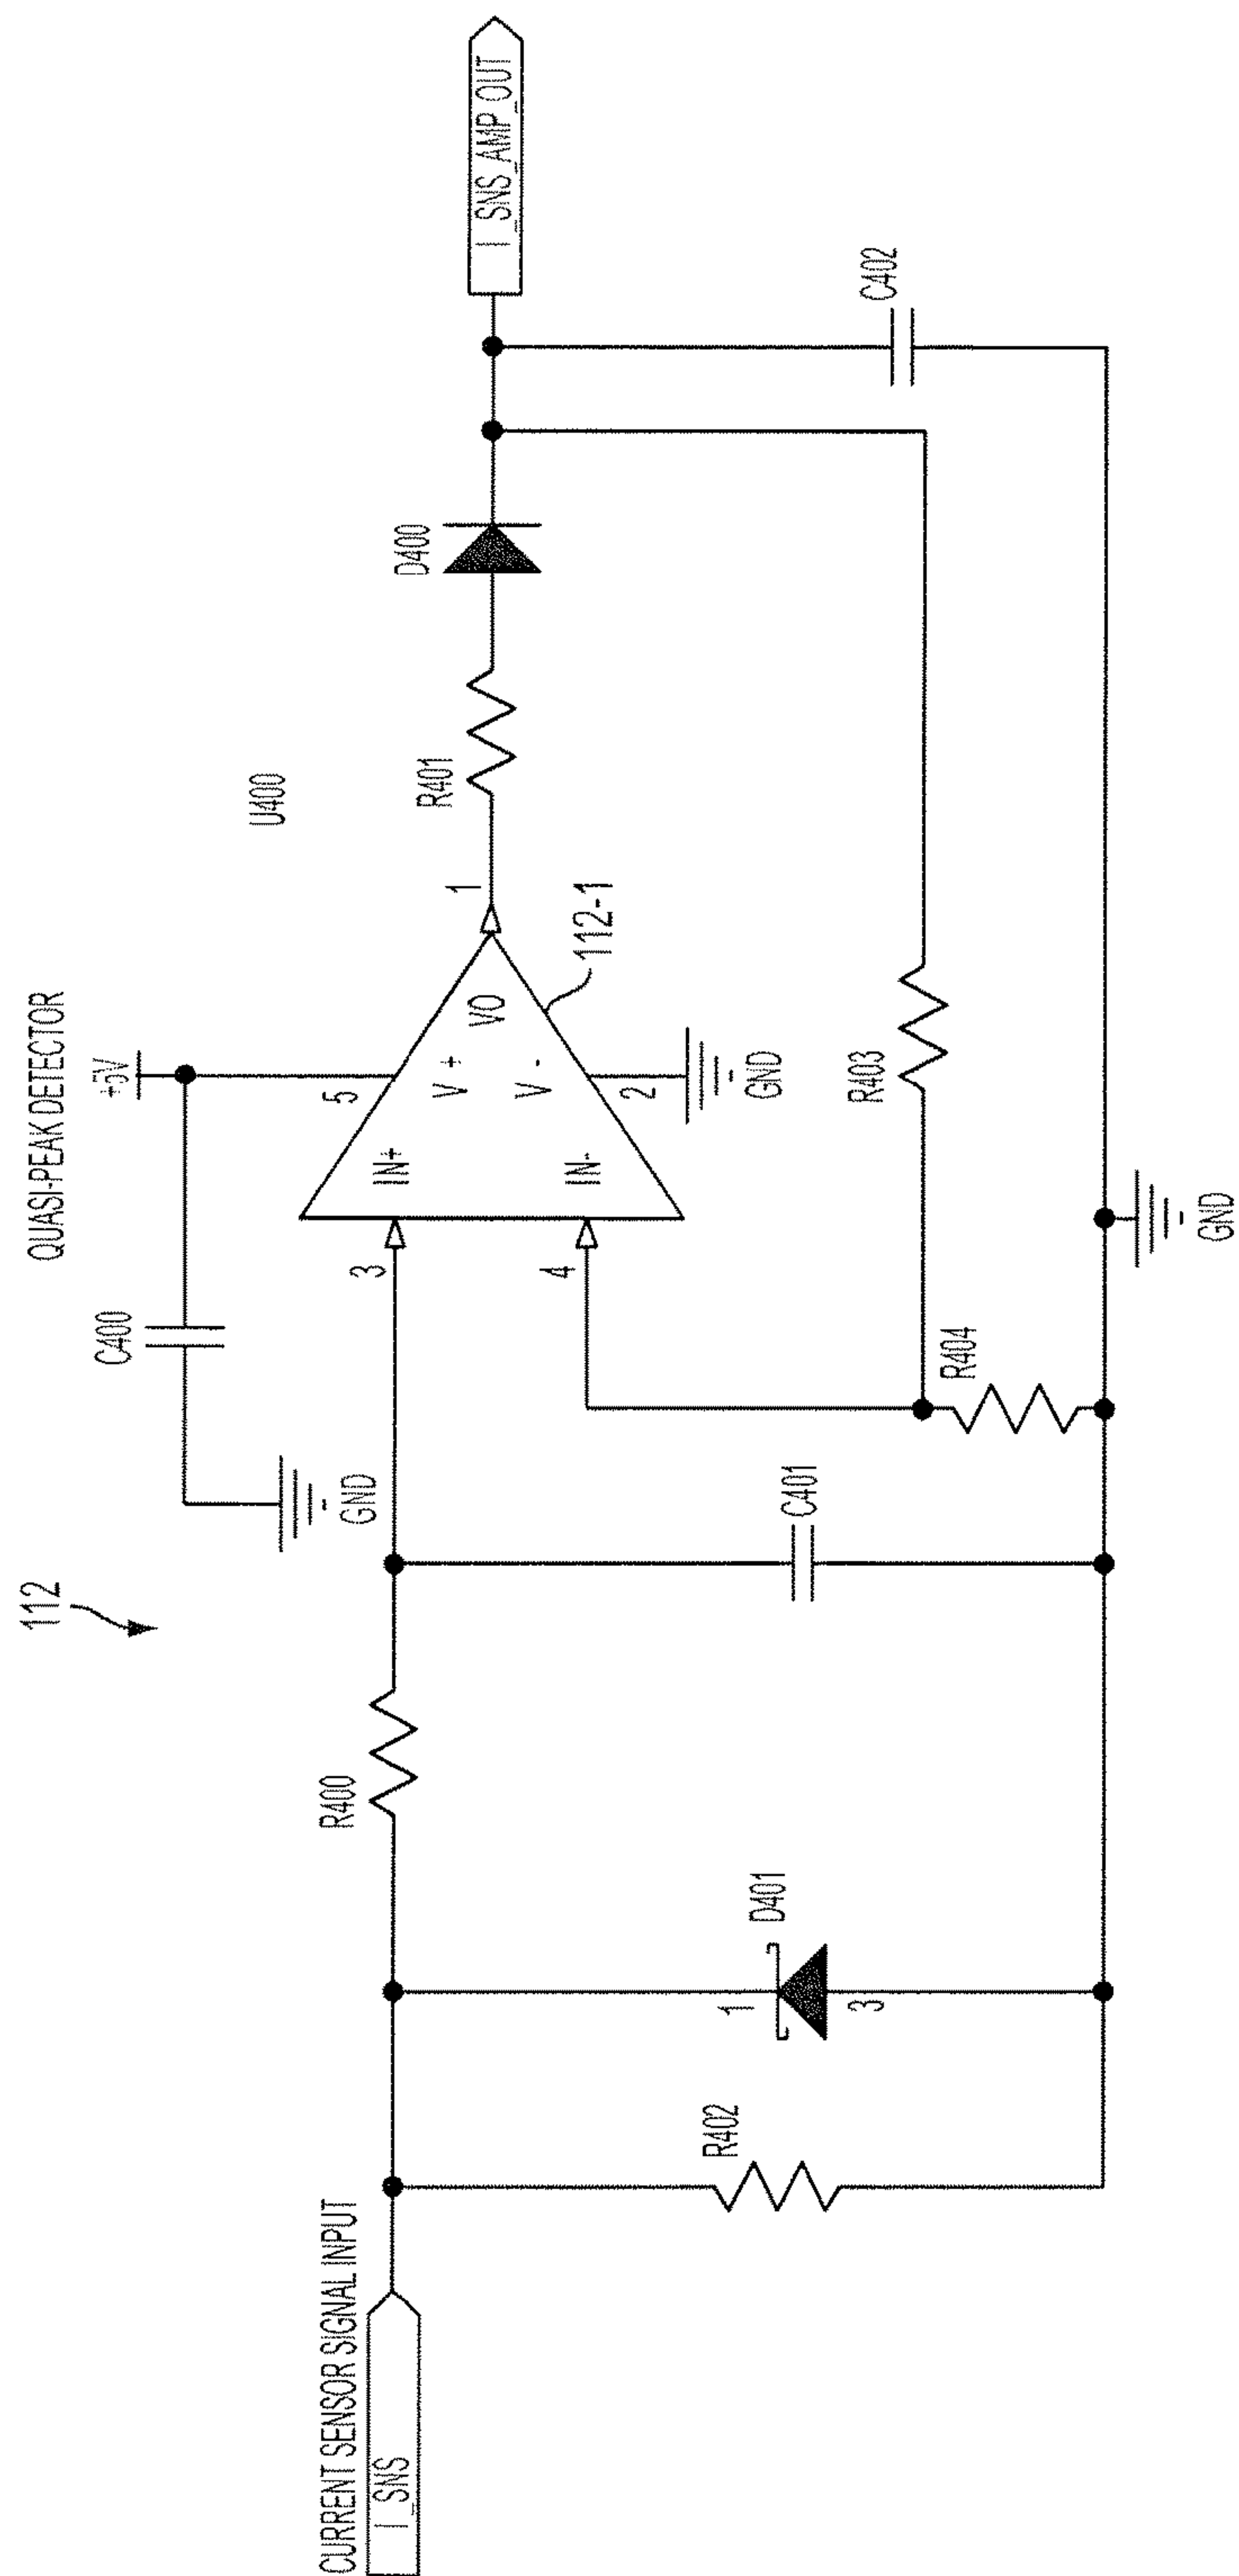 112
QUASI-PEAK DETECTOR
+5V
C400
GND
U400
CURRENT SENSOR SIGNAL INPUT
I_SNS
R400
3
IN+
5
V +
VO
1
R401
D400
I_SNS_AMP_OUT
4
IN-
V -
2
GND
112-1
R402
1
D401
3
C401
R404
R403
C402
GND